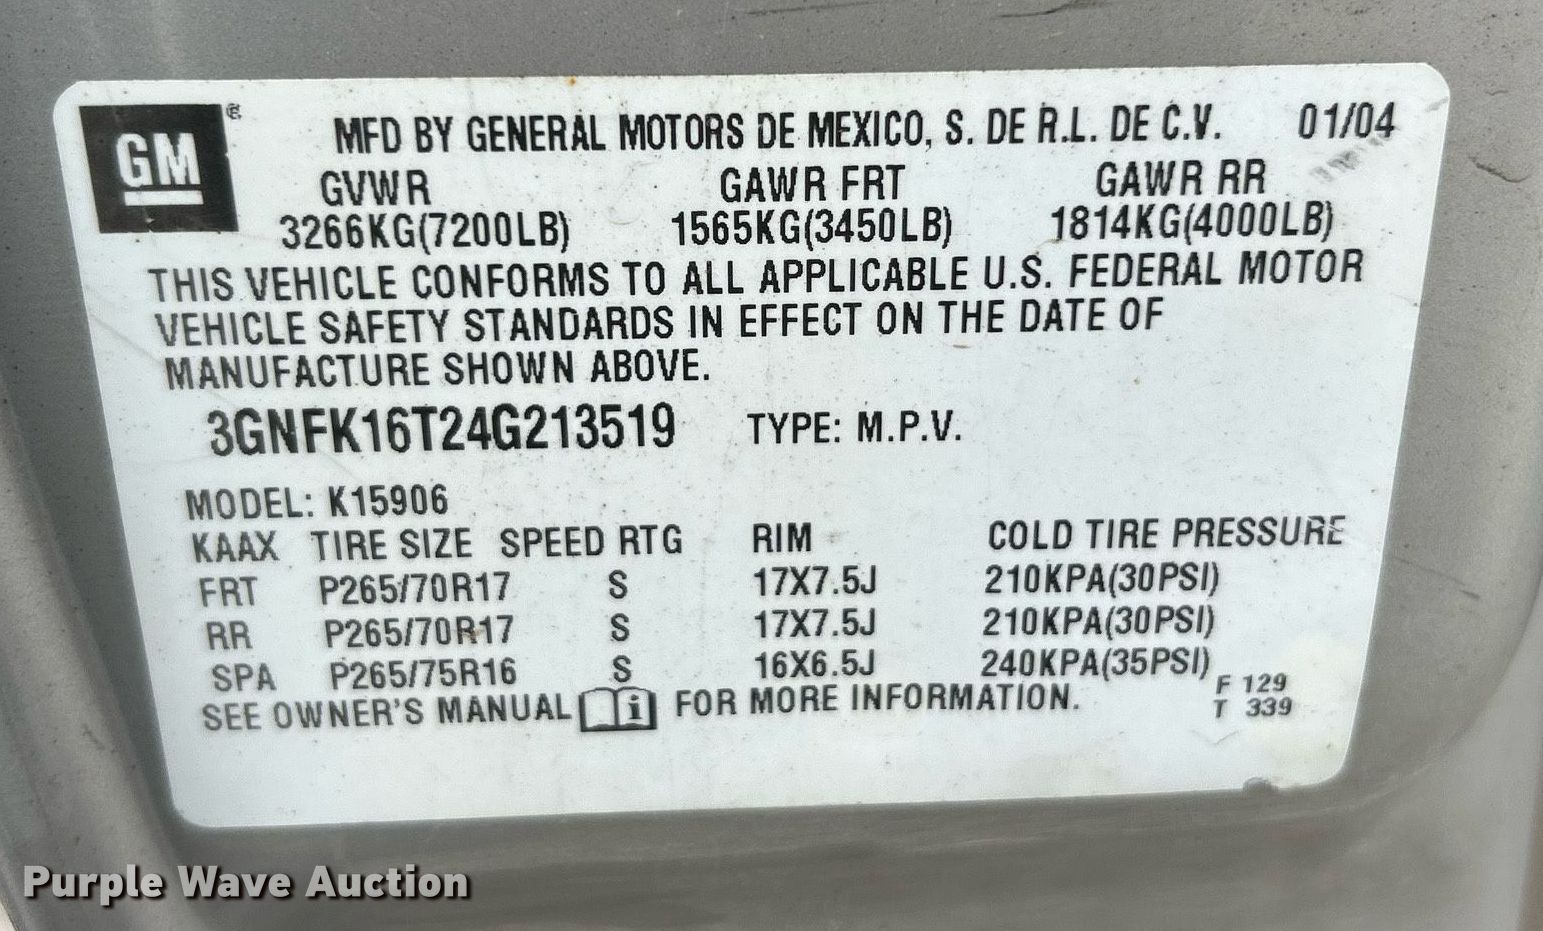 GM
MFD BY GENERAL MOTORS DE MEXICO, S. DE R.L. DE C.V. 01/04
GVWR GAWR FRT GAWR RR
3266KG(7200LB) 1565KG(3450LB) 1814KG(4000LB)
THIS VEHICLE CONFORMS TO ALL APPLICABLE U.S. FEDERAL MOTOR
VEHICLE SAFETY STANDARDS IN EFFECT ON THE DATE OF
MANUFACTURE SHOWN ABOVE.
3GNFK16T24G213519 TYPE: M.P.V.
MODEL: K15906
KAAX TIRE SIZE SPEED RTG RIM COLD TIRE PRESSURE
FRT P265/70R17 S 17X7.5J 210KPA(30PSI)
RR P265/70R17 S 17X7.5J 210KPA(30PSI)
SPA P265/75R16 S 16X6.5J 240KPA(35PSI)
SEE OWNER'S MANUAL i FOR MORE INFORMATION.
F 129
T 339
Purple Wave Auction